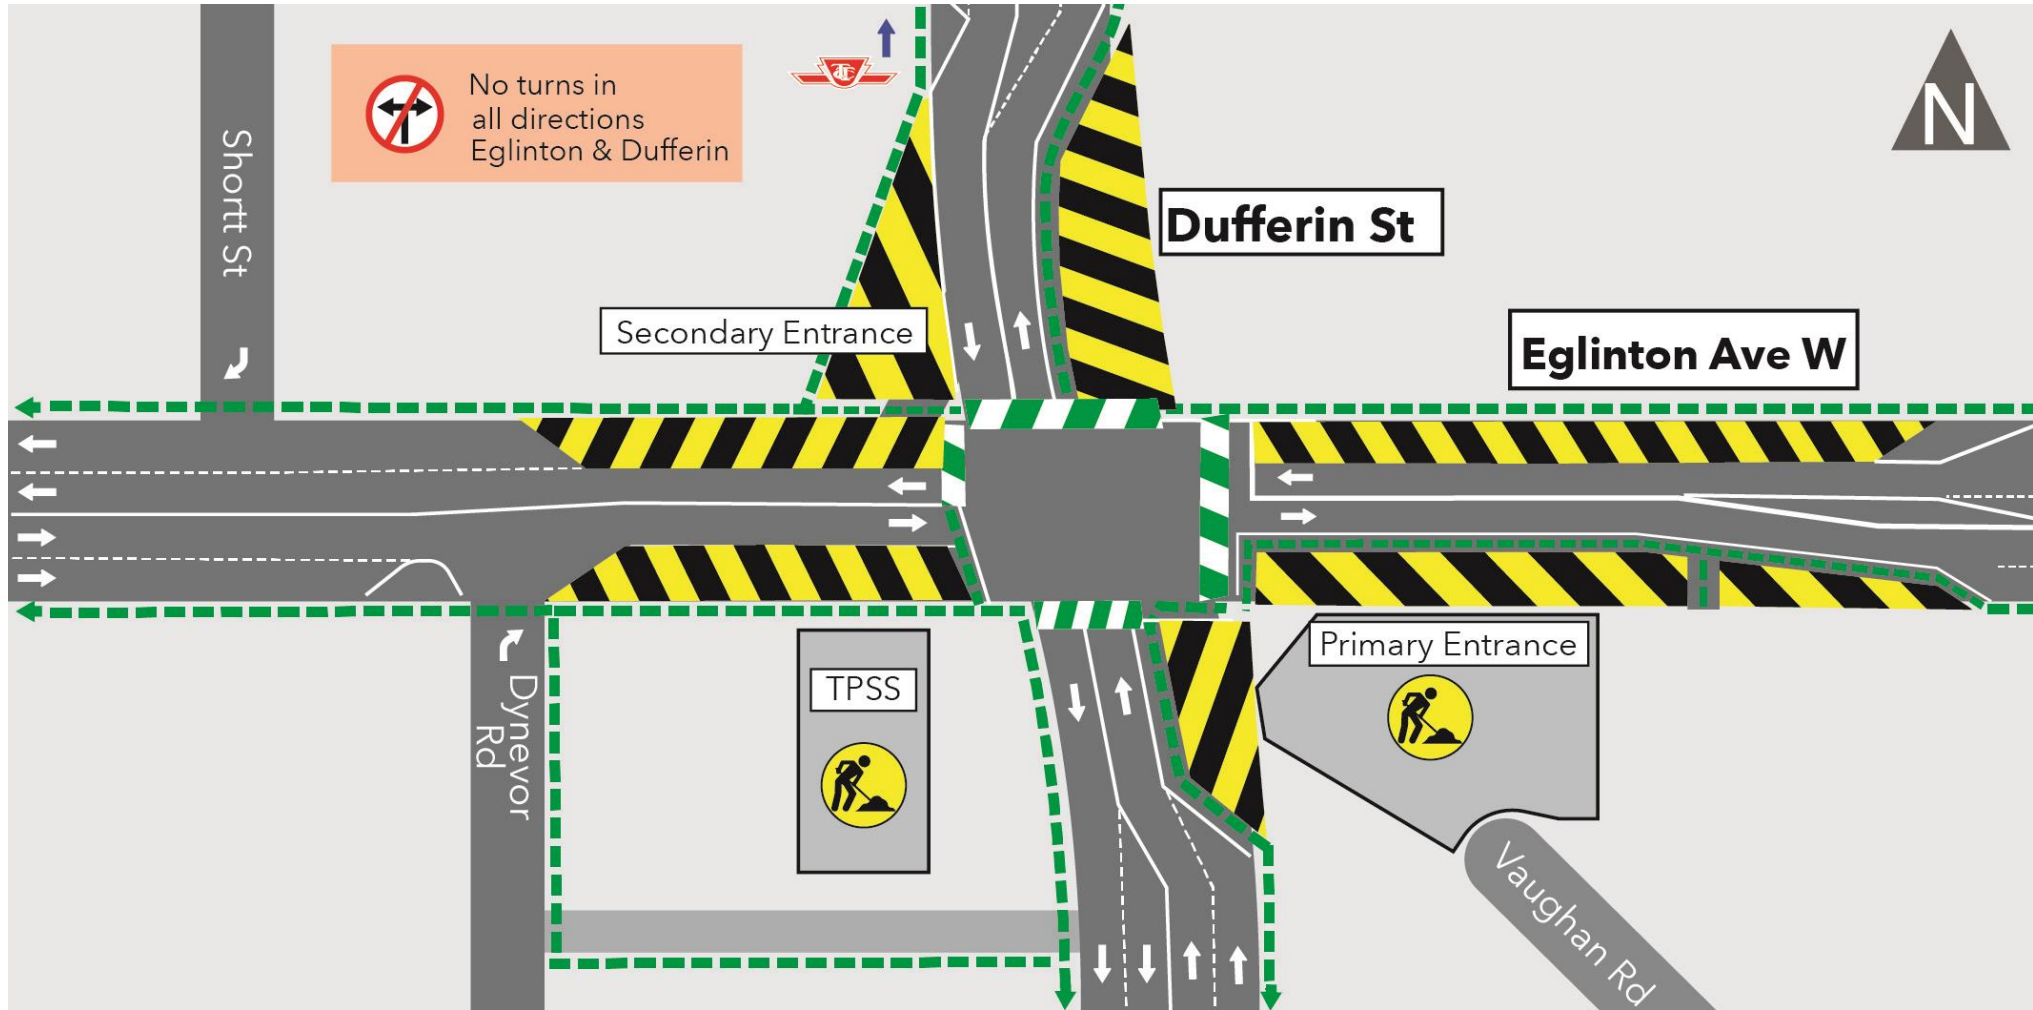 No turns in
all directions
Eglinton & Dufferin
TTC
N
Shortt St
Dufferin St
Secondary Entrance
Eglinton Ave W
Primary Entrance
TPSS
Dynevor
Rd
Vaughan Rd